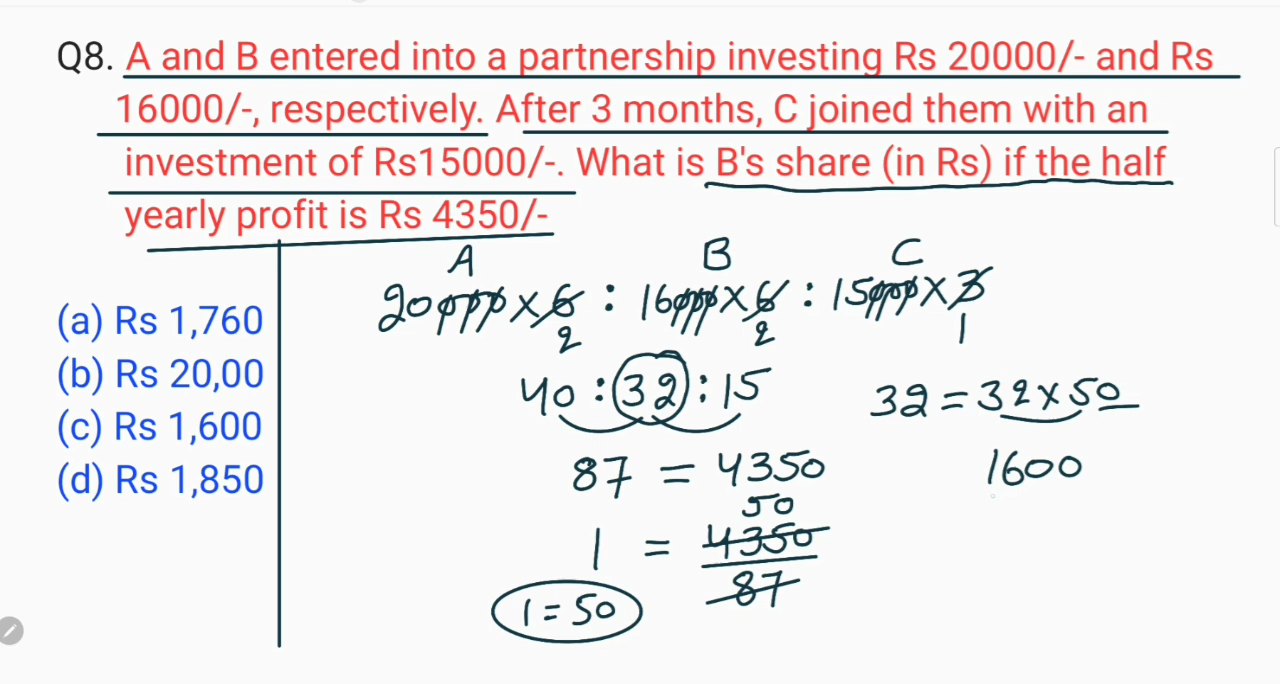 Q8. A and B entered into a partnership investing Rs 20000/- and Rs
16000/-, respectively. After 3 months, C joined them with an
investment of Rs15000/-. What is B's share (in Rs) if the half
yearly profit is Rs 4350/-
(a) Rs 1,760
(b) Rs 20,00
(c) Rs 1,600
(d) Rs 1,850
A B C
20000 x 6 : 16000 x 6 : 15000 x 3
2 2 1
40 : 32 : 15
87 = 4350
50
1 = 4350
87
1 = 50
32 = 32 x 50
1600